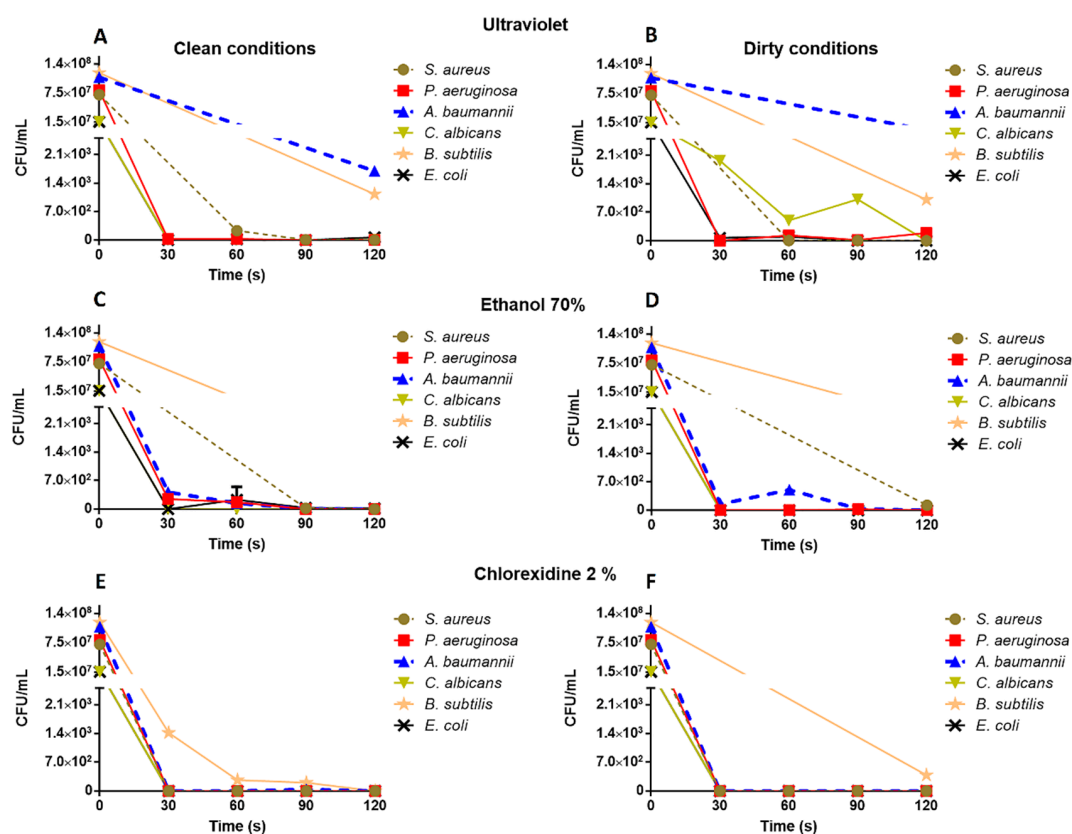 Ultraviolet
A
Clean conditions
CFU/mL
1.4×10⁸
7.5×10⁷
1.5×10⁷
2.1×10³
1.4×10³
7.0×10²
0
0 30 60 90 120
Time (s)
S. aureus
P. aeruginosa
A. baumannii
C. albicans
B. subtilis
E. coli
B
Dirty conditions
CFU/mL
1.4×10⁸
7.5×10⁷
1.5×10⁷
2.1×10³
1.4×10³
7.0×10²
0
0 30 60 90 120
Time (s)
S. aureus
P. aeruginosa
A. baumannii
C. albicans
B. subtilis
E. coli
Ethanol 70%
C
CFU/mL
1.4×10⁸
7.5×10⁷
1.5×10⁷
2.1×10³
1.4×10³
7.0×10²
0
0 30 60 90 120
Time (s)
S. aureus
P. aeruginosa
A. baumannii
C. albicans
B. subtilis
E. coli
D
CFU/mL
1.4×10⁸
7.5×10⁷
1.5×10⁷
2.1×10³
1.4×10³
7.0×10²
0
0 30 60 90 120
Time (s)
S. aureus
P. aeruginosa
A. baumannii
C. albicans
B. subtilis
E. coli
Chlorexidine 2 %
E
CFU/mL
1.4×10⁸
7.5×10⁷
1.5×10⁷
2.1×10³
1.4×10³
7.0×10²
0
0 30 60 90 120
Time (s)
S. aureus
P. aeruginosa
A. baumannii
C. albicans
B. subtilis
E. coli
F
CFU/mL
1.4×10⁸
7.5×10⁷
1.5×10⁷
2.1×10³
1.4×10³
7.0×10²
0
0 30 60 90 120
Time (s)
S. aureus
P. aeruginosa
A. baumannii
C. albicans
B. subtilis
E. coli